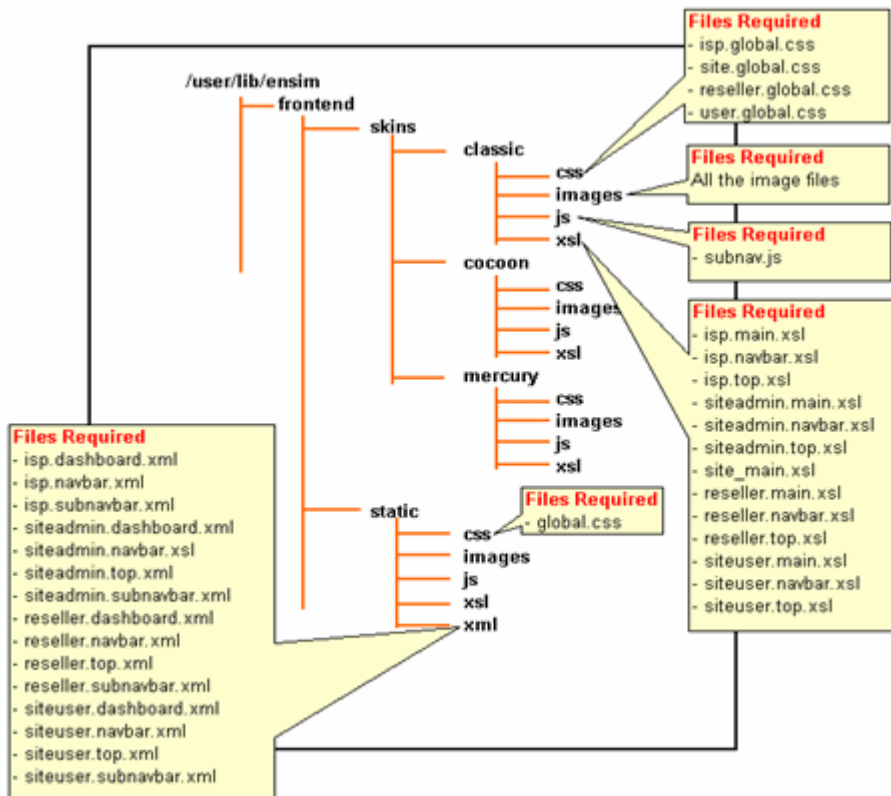 /user/lib/ensim
frontend
skins
classic
css
images
js
xsl
cocoon
css
images
js
xsl
mercury
css
images
js
xsl
static
css
images
js
xsl
xml
Files Required
- isp.global.css
- site.global.css
- reseller.global.css
- user.global.css
Files Required
All the image files
Files Required
- subnav.js
Files Required
- isp.main.xsl
- isp.navbar.xsl
- isp.top.xsl
- siteadmin.main.xsl
- siteadmin.navbar.xsl
- siteadmin.top.xsl
- site_main.xsl
- reseller.main.xsl
- reseller.navbar.xsl
- reseller.top.xsl
- siteuser.main.xsl
- siteuser.navbar.xsl
- siteuser.top.xsl
Files Required
- global.css
Files Required
- isp.dashboard.xml
- isp.navbar.xml
- isp.subnavbar.xml
- siteadmin.dashboard.xml
- siteadmin.navbar.xsl
- siteadmin.top.xml
- siteadmin.subnavbar.xml
- reseller.dashboard.xml
- reseller.navbar.xml
- reseller.top.xml
- reseller.subnavbar.xml
- siteuser.dashboard.xml
- siteuser.navbar.xml
- siteuser.top.xml
- siteuser.subnavbar.xml